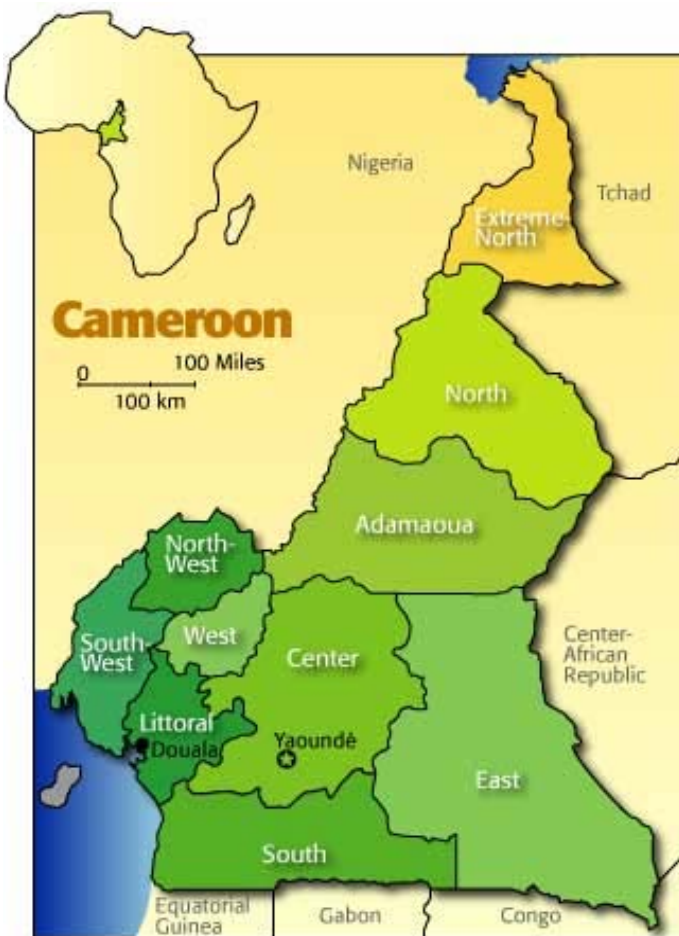 Nigeria
Tchad
Extreme-
North
Cameroon
0
100 Miles
100 km
North
Adamaoua
North-
West
South-
West
West
Center
Center-
African
Republic
Littoral
Douala
Yaoundé
East
South
Equatorial
Guinea
Gabon
Congo